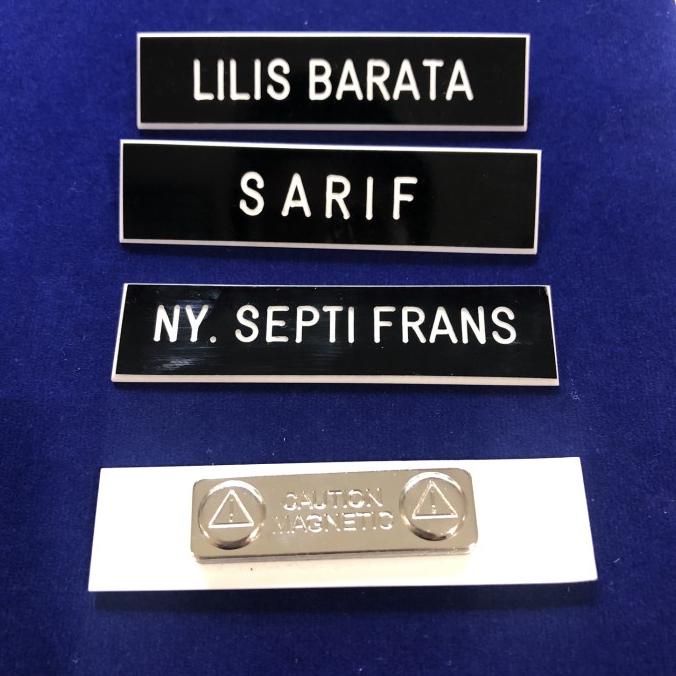 LILIS BARATA
SARIF
NY. SEPTI FRANS
CAUTION
MAGNETIC